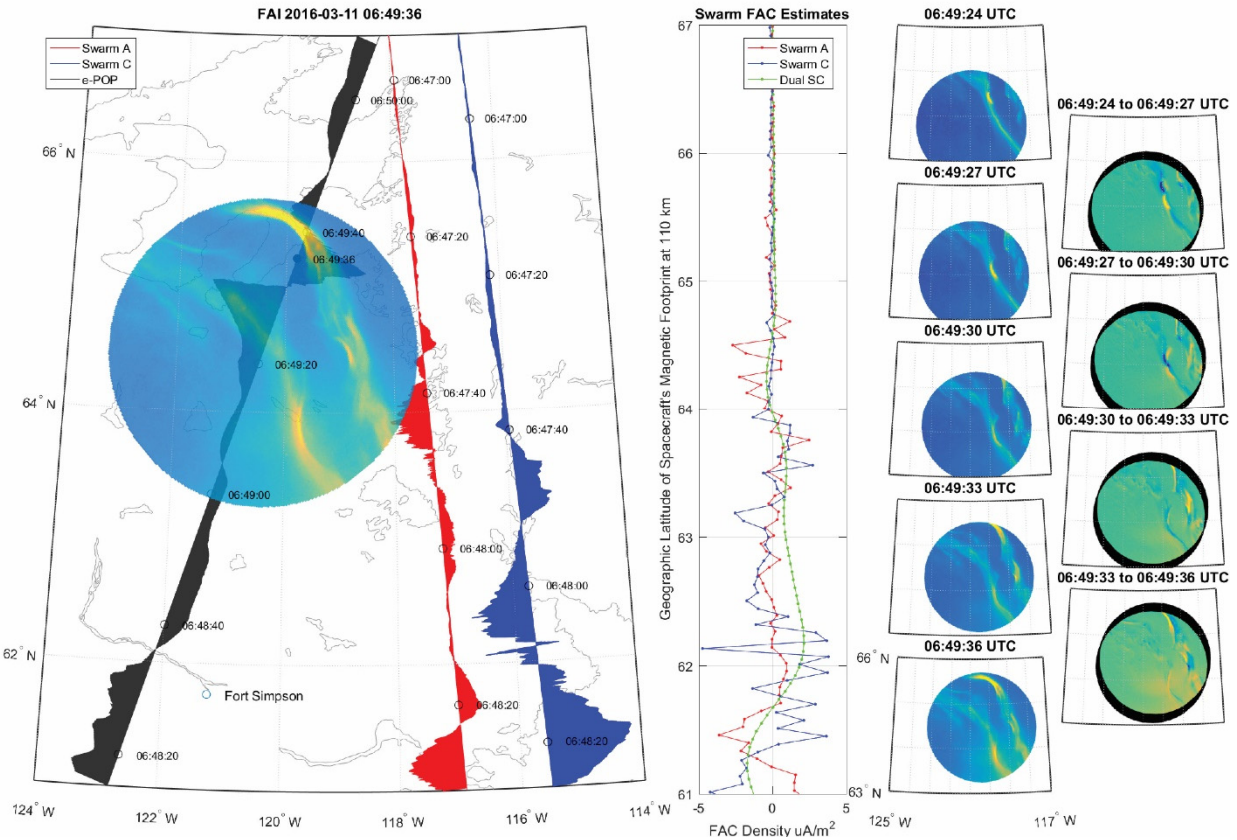 FAI 2016-03-11 06:49:36
Swarm A
Swarm C
e-POP
06:47:00
06:50:00
06:47:00
66° N
06:49:40
06:47:20
06:49:36
06:47:20
06:49:20
06:47:40
64° N
06:47:40
06:49:00
06:48:00
06:48:00
06:48:40
62° N
Fort Simpson
06:48:20
06:48:20
06:48:20
124° W
122° W
120° W
118° W
116° W
114° W
Swarm FAC Estimates
Swarm A
Swarm C
Dual SC
Geographic Latitude of Spacecraft's Magnetic Footprint at 110 km
67
66
65
64
63
62
61
-5
0
5
FAC Density uA/m²
06:49:24 UTC
06:49:24 to 06:49:27 UTC
06:49:27 UTC
06:49:27 to 06:49:30 UTC
06:49:30 UTC
06:49:30 to 06:49:33 UTC
06:49:33 UTC
06:49:33 to 06:49:36 UTC
06:49:36 UTC
66° N
63° N
125° W
117° W